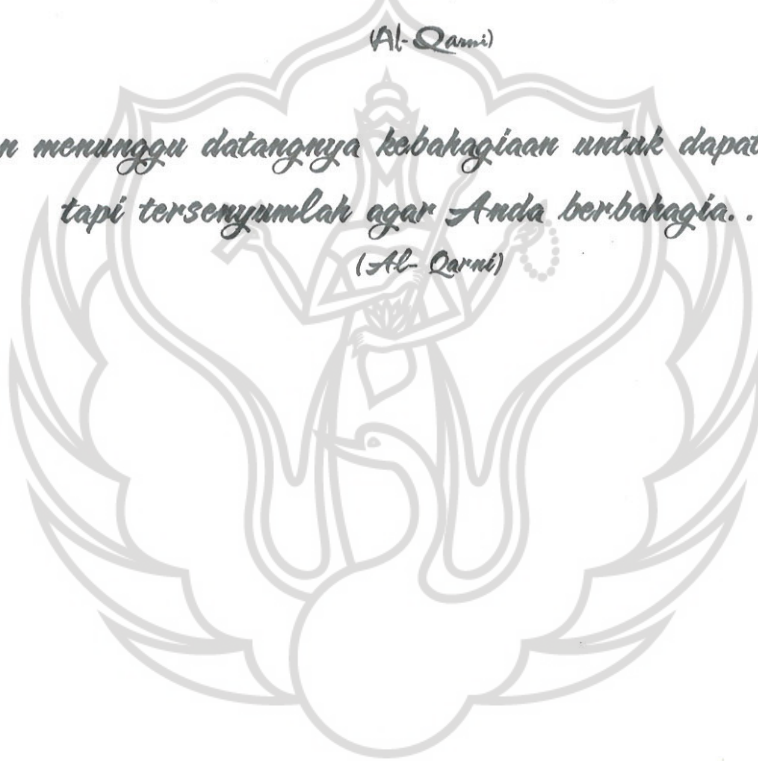 (Al-Qarni)
n menunggu datangnya kebahagiaan untuk dapat
tapi tersenyumlah agar Anda berbahagia. .
(Al- Qarni)